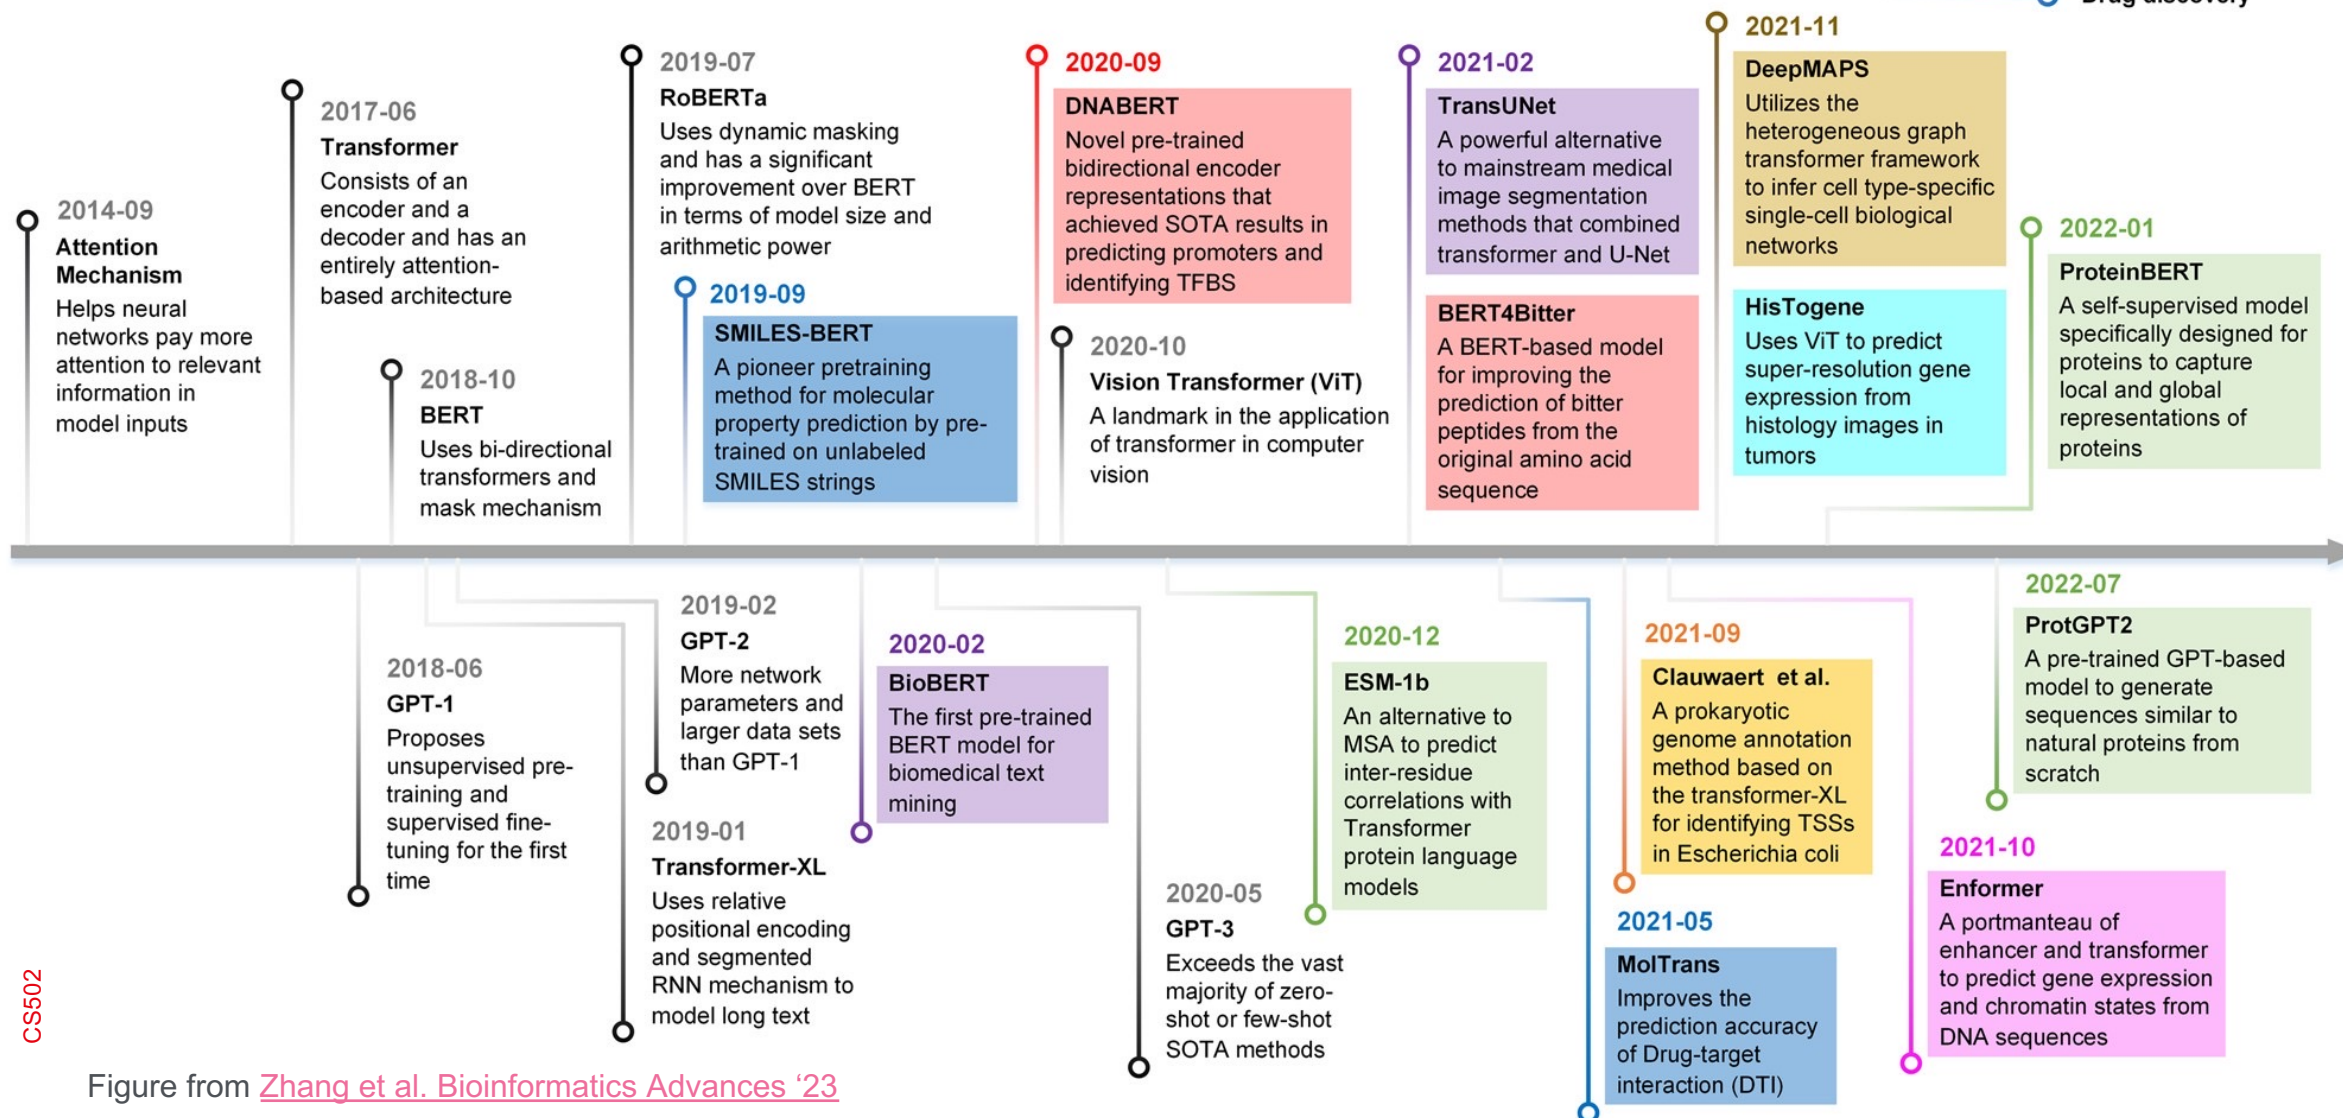 Drug discovery
2014-09
Attention
Mechanism
Helps neural
networks pay more
attention to relevant
information in
model inputs
2017-06
Transformer
Consists of an
encoder and a
decoder and has an
entirely attention-
based architecture
2018-10
BERT
Uses bi-directional
transformers and
mask mechanism
2019-07
RoBERTa
Uses dynamic masking
and has a significant
improvement over BERT
in terms of model size and
arithmetic power
2019-09
SMILES-BERT
A pioneer pretraining
method for molecular
property prediction by pre-
trained on unlabeled
SMILES strings
2020-09
DNABERT
Novel pre-trained
bidirectional encoder
representations that
achieved SOTA results in
predicting promoters and
identifying TFBS
2020-10
Vision Transformer (ViT)
A landmark in the application
of transformer in computer
vision
2021-02
TransUNet
A powerful alternative
to mainstream medical
image segmentation
methods that combined
transformer and U-Net
BERT4Bitter
A BERT-based model
for improving the
prediction of bitter
peptides from the
original amino acid
sequence
2021-11
DeepMAPS
Utilizes the
heterogeneous graph
transformer framework
to infer cell type-specific
single-cell biological
networks
HisTogene
Uses ViT to predict
super-resolution gene
expression from
histology images in
tumors
2022-01
ProteinBERT
A self-supervised model
specifically designed for
proteins to capture
local and global
representations of
proteins
2018-06
GPT-1
Proposes
unsupervised pre-
training and
supervised fine-
tuning for the first
time
2019-02
GPT-2
More network
parameters and
larger data sets
than GPT-1
2019-01
Transformer-XL
Uses relative
positional encoding
and segmented
RNN mechanism to
model long text
2020-02
BioBERT
The first pre-trained
BERT model for
biomedical text
mining
2020-05
GPT-3
Exceeds the vast
majority of zero-
shot or few-shot
SOTA methods
2020-12
ESM-1b
An alternative to
MSA to predict
inter-residue
correlations with
Transformer
protein language
models
2021-09
Clauwaert et al.
A prokaryotic
genome annotation
method based on
the transformer-XL
for identifying TSSs
in Escherichia coli
2021-05
MolTrans
Improves the
prediction accuracy
of Drug-target
interaction (DTI)
2021-10
Enformer
A portmanteau of
enhancer and transformer
to predict gene expression
and chromatin states from
DNA sequences
2022-07
ProtGPT2
A pre-trained GPT-based
model to generate
sequences similar to
natural proteins from
scratch
CS502
Figure from Zhang et al. Bioinformatics Advances ‘23